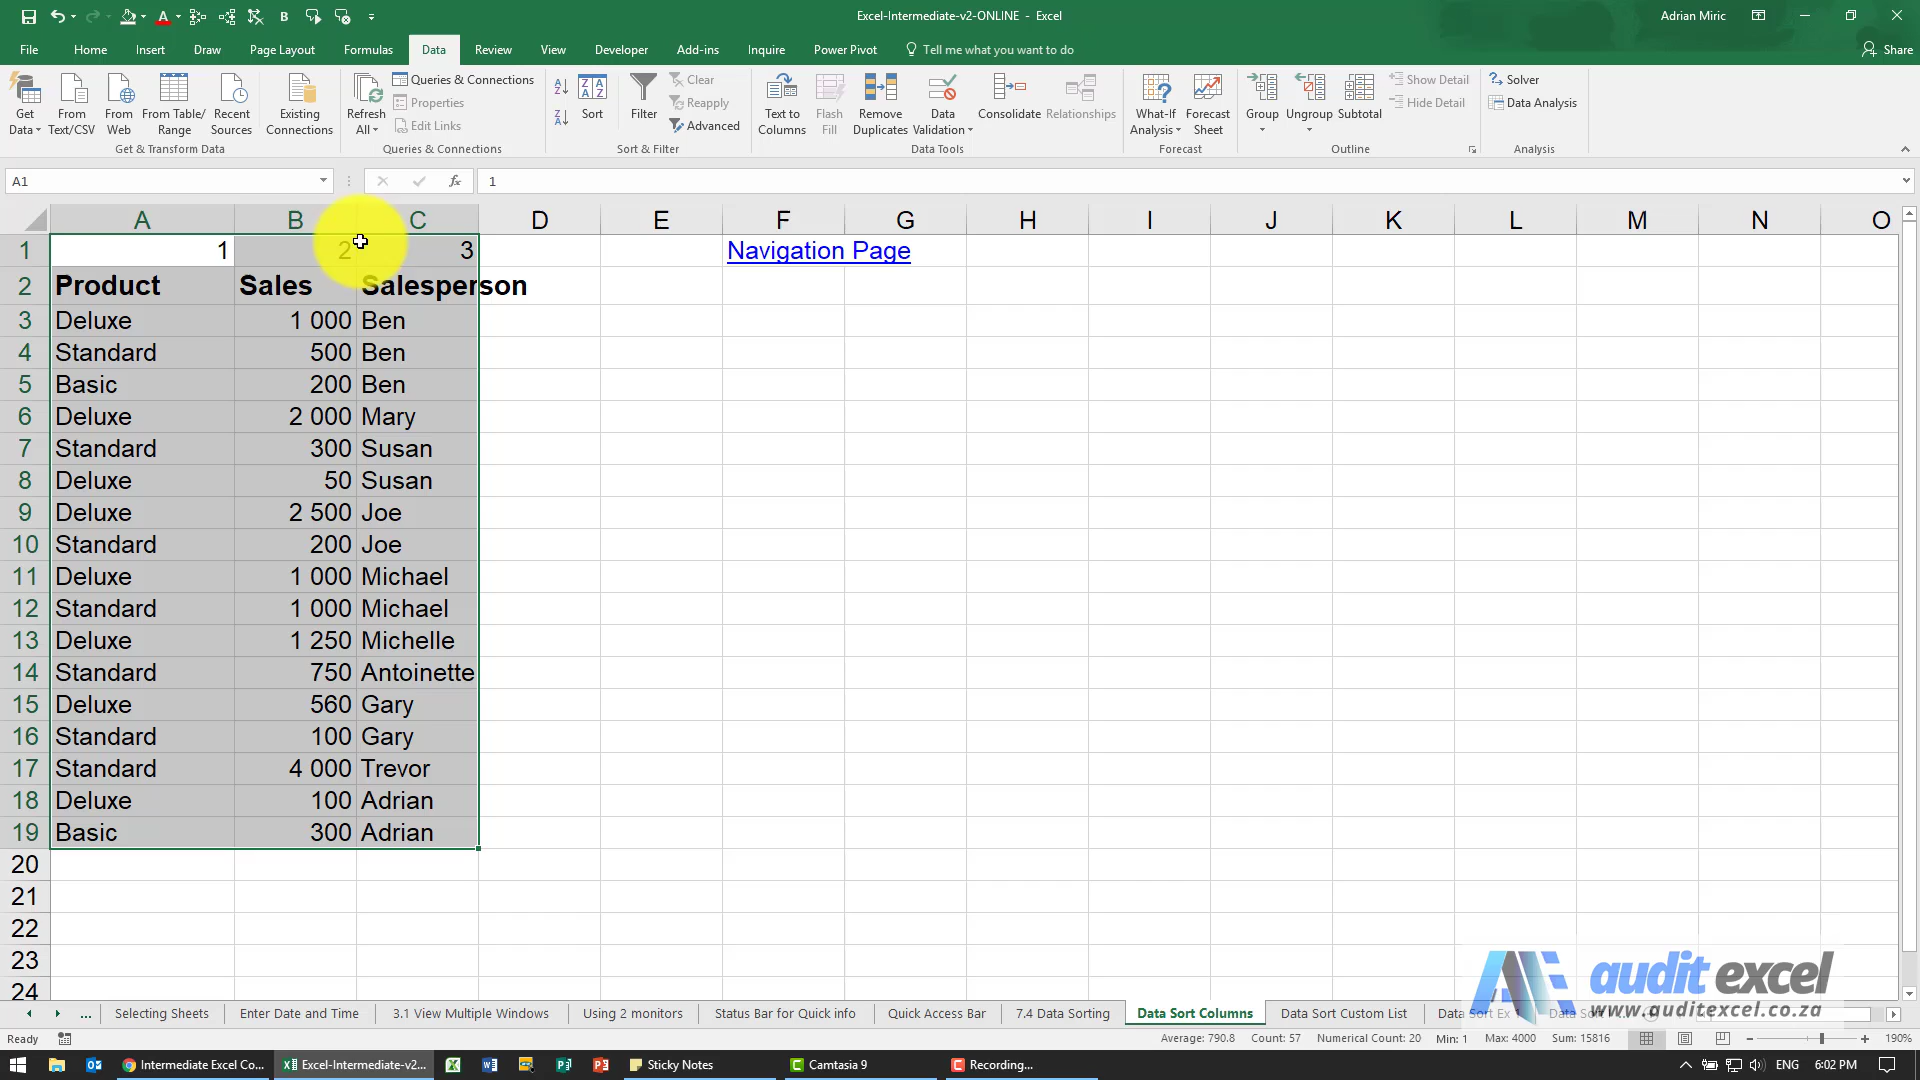 Excel-Intermediate-v2-ONLINE - Excel
Adrian Miric
File Home Insert Draw Page Layout Formulas Data Review View Developer Add-ins Inquire Power Pivot Tell me what you want to do Share
Get Data
From Text/CSV
From Web
From Table/ Range
Recent Sources
Existing Connections
Get & Transform Data
Refresh All
Queries & Connections
Properties
Edit Links
Queries & Connections
Sort
Filter
Clear
Reapply
Advanced
Sort & Filter
Text to Columns
Flash Fill
Remove Duplicates
Data Validation
Consolidate
Relationships
Data Tools
What-If Analysis
Forecast Sheet
Forecast
Group
Ungroup
Subtotal
Show Detail
Hide Detail
Outline
Solver
Data Analysis
Analysis
A1 fx 1
A B C D E F G H I J K L M N O
1 1 2 3 Navigation Page
2 Product Sales Salesperson
3 Deluxe 1 000 Ben
4 Standard 500 Ben
5 Basic 200 Ben
6 Deluxe 2 000 Mary
7 Standard 300 Susan
8 Deluxe 50 Susan
9 Deluxe 2 500 Joe
10 Standard 200 Joe
11 Deluxe 1 000 Michael
12 Standard 1 000 Michael
13 Deluxe 1 250 Michelle
14 Standard 750 Antoinette
15 Deluxe 560 Gary
16 Standard 100 Gary
17 Standard 4 000 Trevor
18 Deluxe 100 Adrian
19 Basic 300 Adrian
20
21
22
23
24
audit excel
www.auditexcel.co.za
... Selecting Sheets Enter Date and Time 3.1 View Multiple Windows Using 2 monitors Status Bar for Quick info Quick Access Bar 7.4 Data Sorting Data Sort Columns Data Sort Custom List Data Sort Ex 1
Ready Average: 790.8 Count: 57 Numerical Count: 20 Min: 1 Max: 4000 Sum: 15816 190%
Intermediate Excel Co... Excel-Intermediate-v2... Sticky Notes Camtasia 9 Recording... ENG 6:02 PM